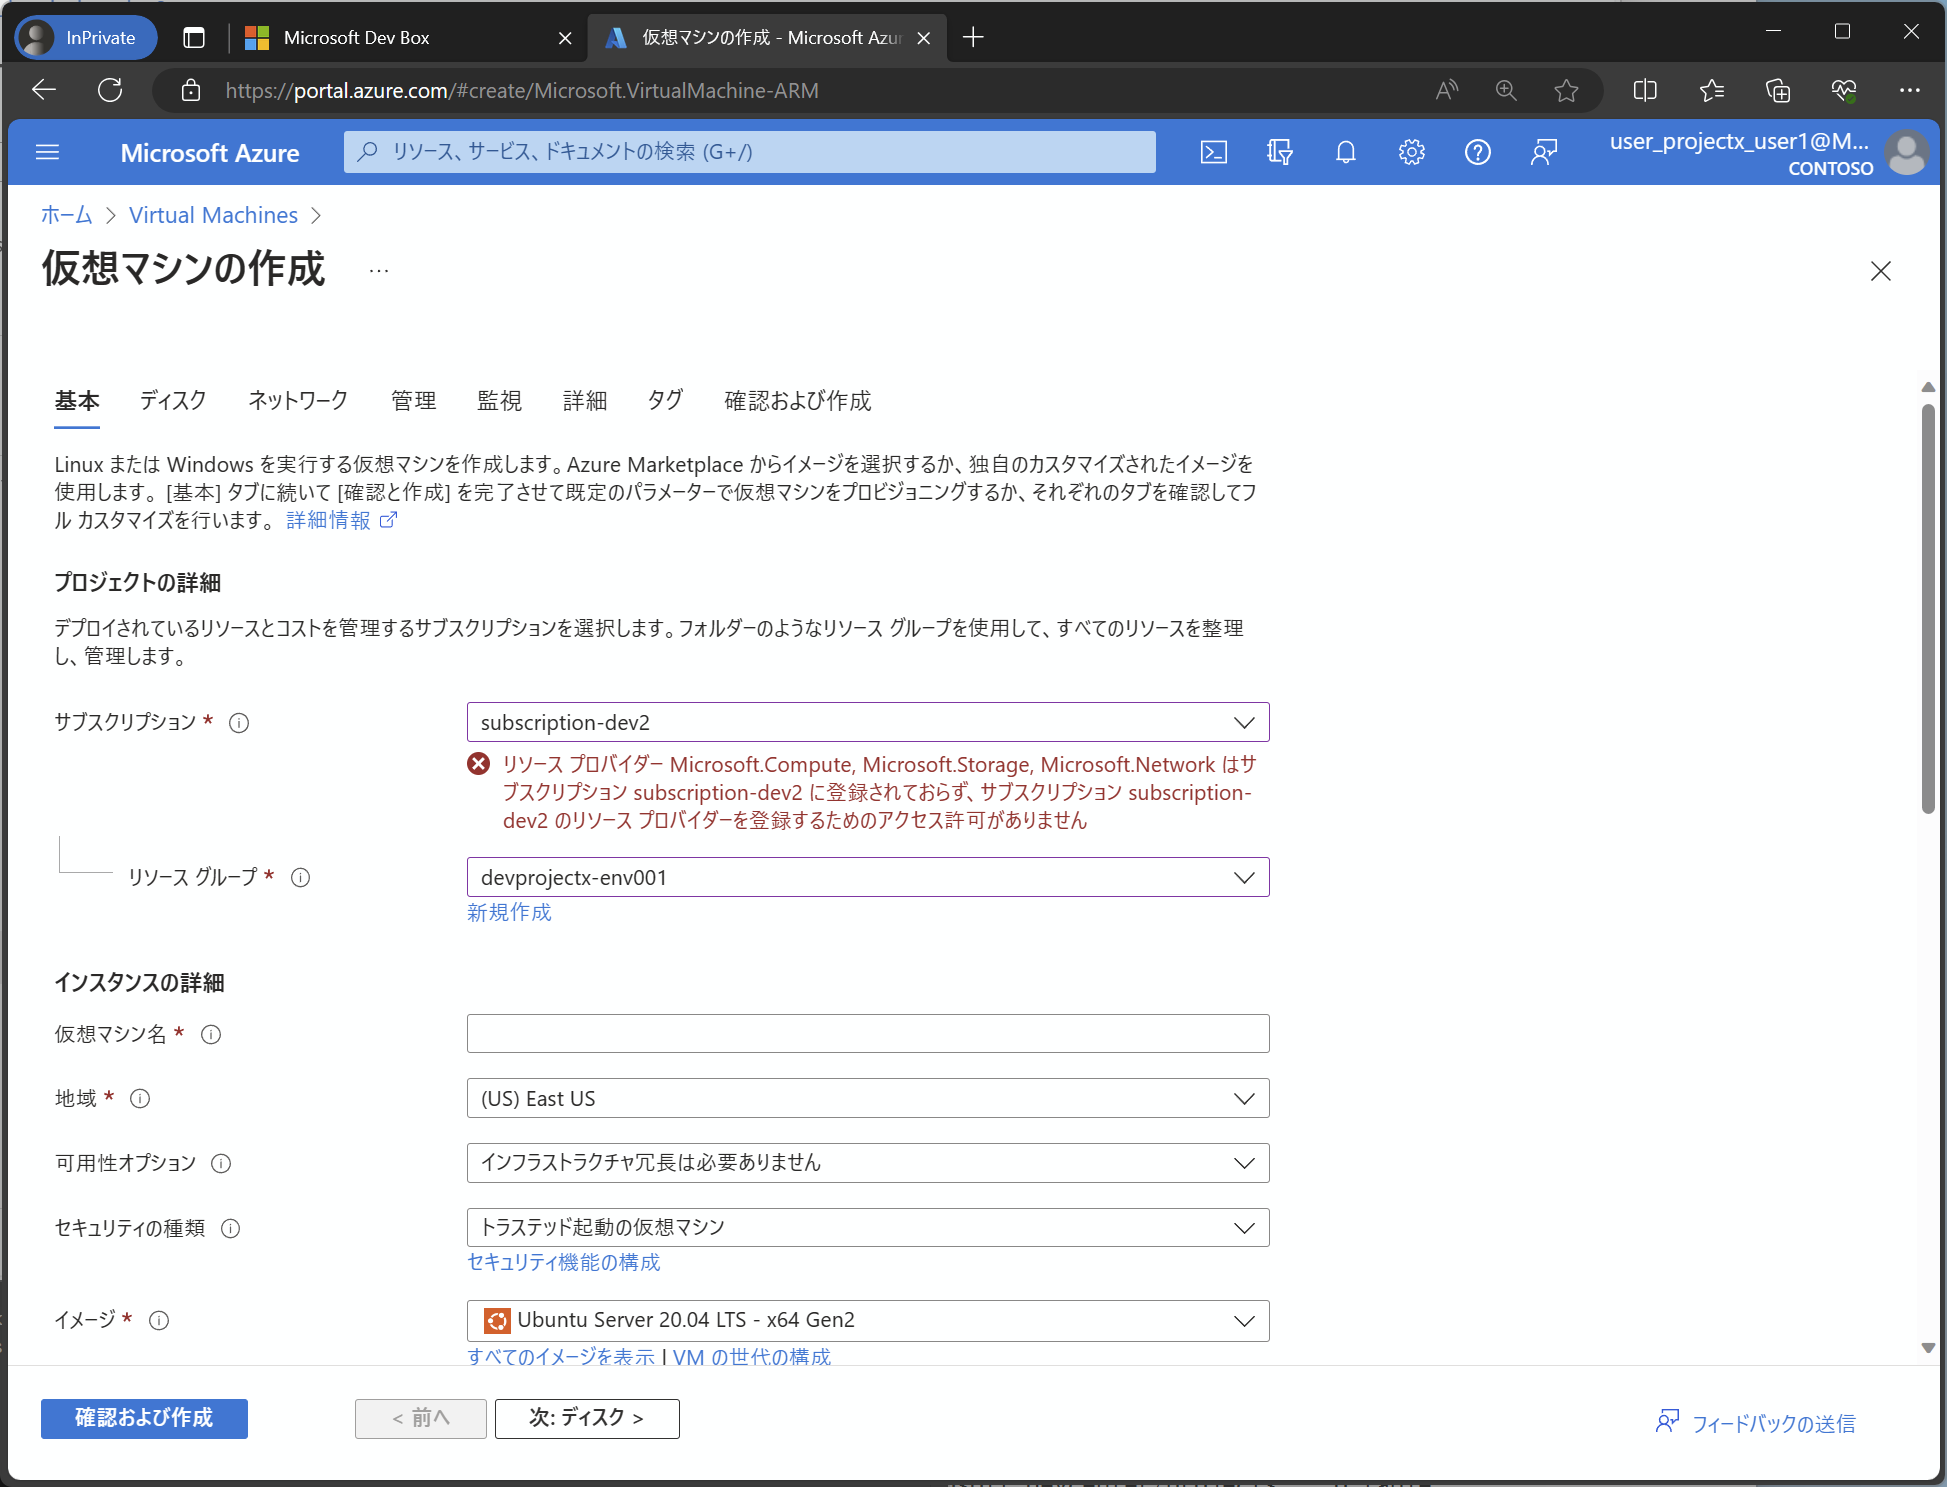 InPrivate
Microsoft Dev Box
仮想マシンの作成 - Microsoft Azur
https://portal.azure.com/#create/Microsoft.VirtualMachine-ARM
Microsoft Azure
リソース、サービス、ドキュメントの検索 (G+/)
user_projectx_user1@M...
CONTOSO
ホーム > Virtual Machines >
仮想マシンの作成 ...
基本 ディスク ネットワーク 管理 監視 詳細 タグ 確認および作成
Linux または Windows を実行する仮想マシンを作成します。Azure Marketplace からイメージを選択するか、独自のカスタマイズされたイメージを
使用します。[基本] タブに続いて [確認と作成] を完了させて既定のパラメーターで仮想マシンをプロビジョニングするか、それぞれのタブを確認してフ
ル カスタマイズを行います。 詳細情報
プロジェクトの詳細
デプロイされているリソースとコストを管理するサブスクリプションを選択します。フォルダーのようなリソース グループを使用して、すべてのリソースを整理
し、管理します。
サブスクリプション *
subscription-dev2
リソース プロバイダー Microsoft.Compute, Microsoft.Storage, Microsoft.Network はサ
ブスクリプション subscription-dev2 に登録されておらず、サブスクリプション subscription-
dev2 のリソース プロバイダーを登録するためのアクセス許可がありません
リソース グループ *
devprojectx-env001
新規作成
インスタンスの詳細
仮想マシン名 *
地域 *
(US) East US
可用性オプション
インフラストラクチャ冗長は必要ありません
セキュリティの種類
トラステッド起動の仮想マシン
セキュリティ機能の構成
イメージ *
Ubuntu Server 20.04 LTS - x64 Gen2
すべてのイメージを表示 | VM の世代の構成
確認および作成
< 前へ
次: ディスク >
フィードバックの送信